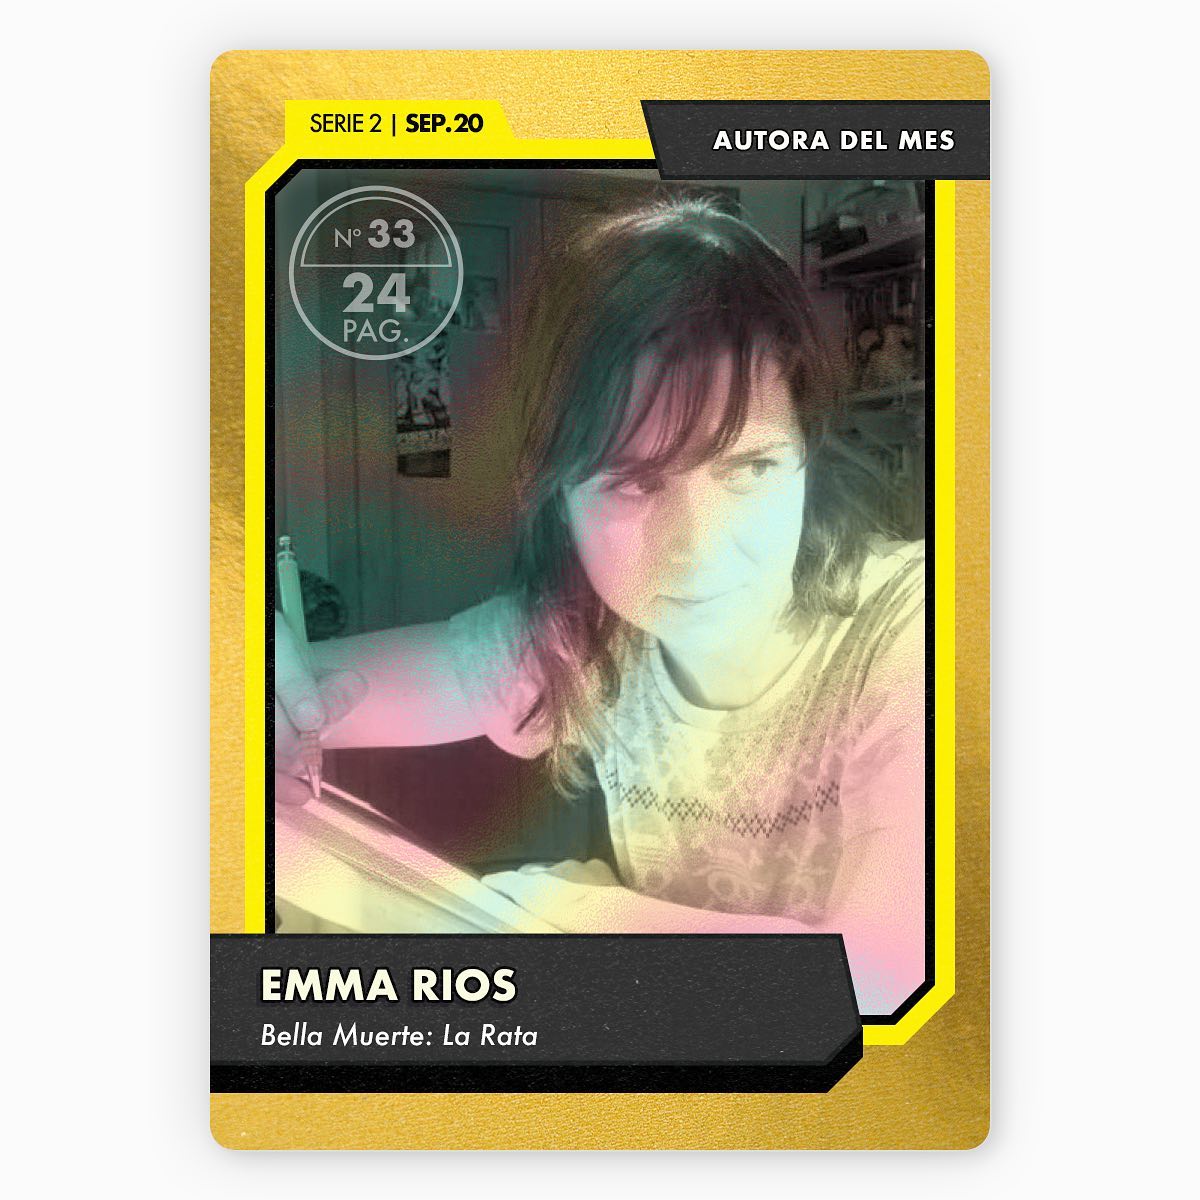 SERIE 2 | SEP. 20
AUTORA DEL MES
Nº 33
24
PAG.
EMMA RIOS
Bella Muerte: La Rata